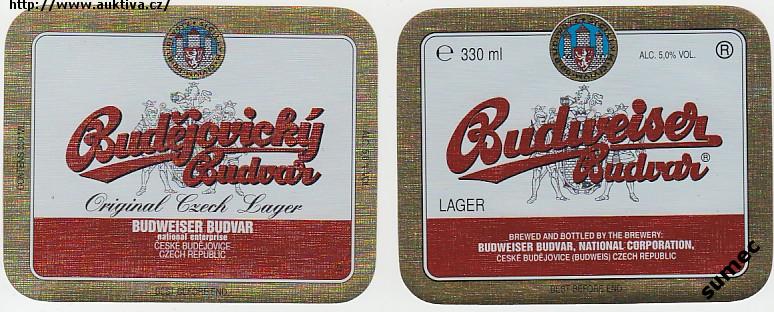 http://www.auktiva.cz/
Budějovický
Budvar
Original Czech Lager
BUDWEISER BUDVAR
national enterprise
ČESKÉ BUDĚJOVICE
CZECH REPUBLIC
BEST BEFORE END
℮ 330 ml
ALC. 5,0% VOL.
®
Budweiser
Budvar®
LAGER
BREWED AND BOTTLED BY THE BREWERY:
BUDWEISER BUDVAR, NATIONAL CORPORATION,
ČESKÉ BUDĚJOVICE (BUDWEIS) CZECH REPUBLIC
BEST BEFORE END
sumec